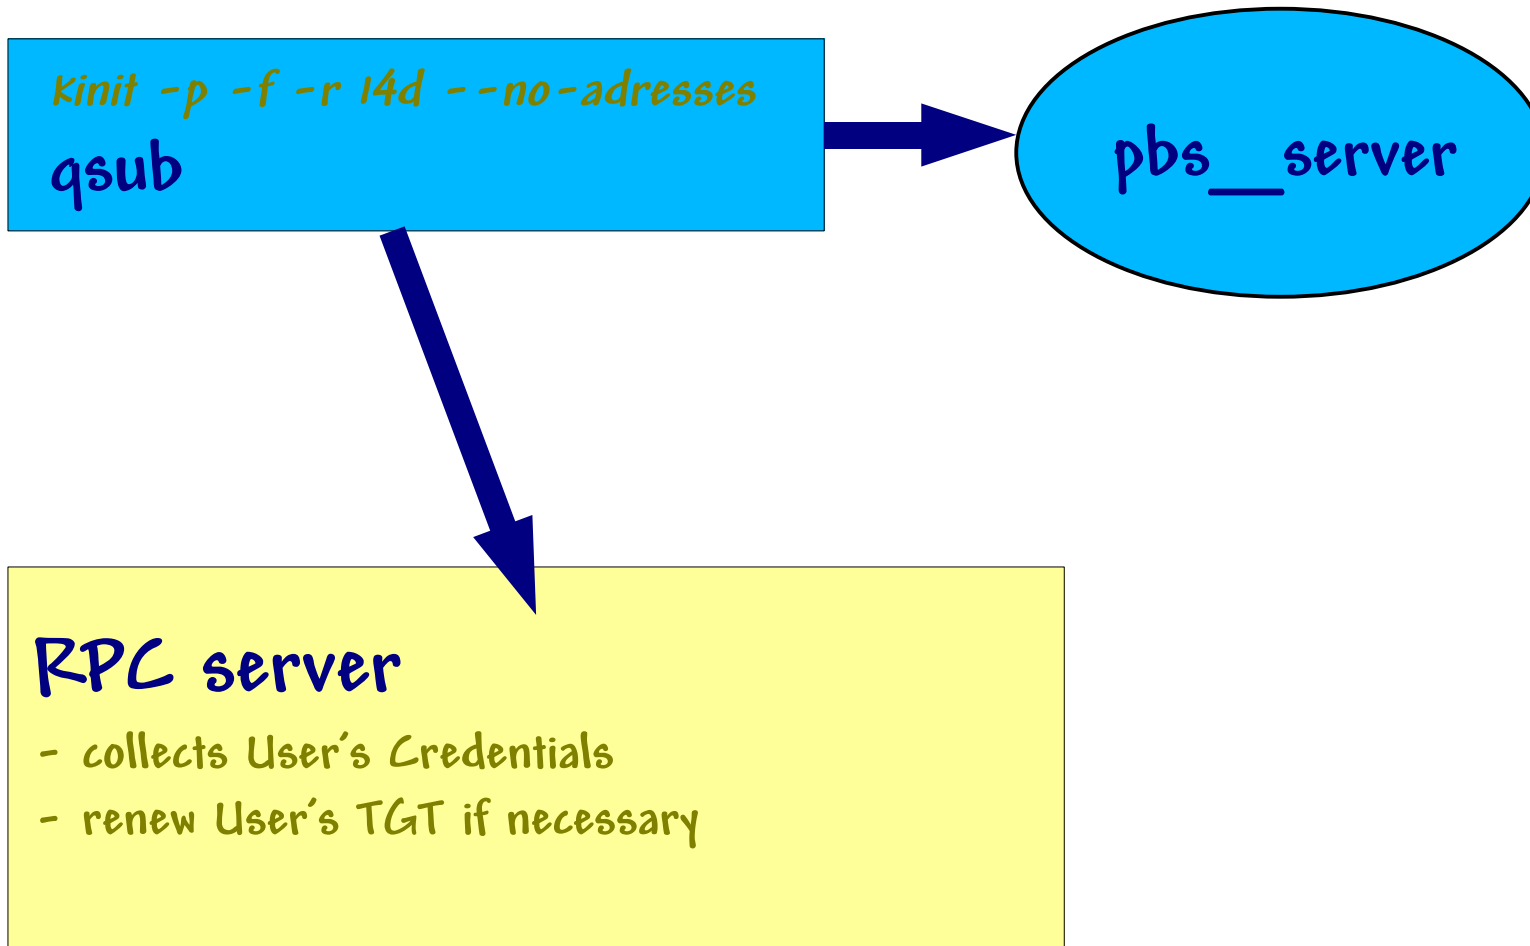 Kinit -p -f -r 14d --no-adresses
qsub
pbs_server
RPC server
- collects User's Credentials
- renew User's TGT if necessary